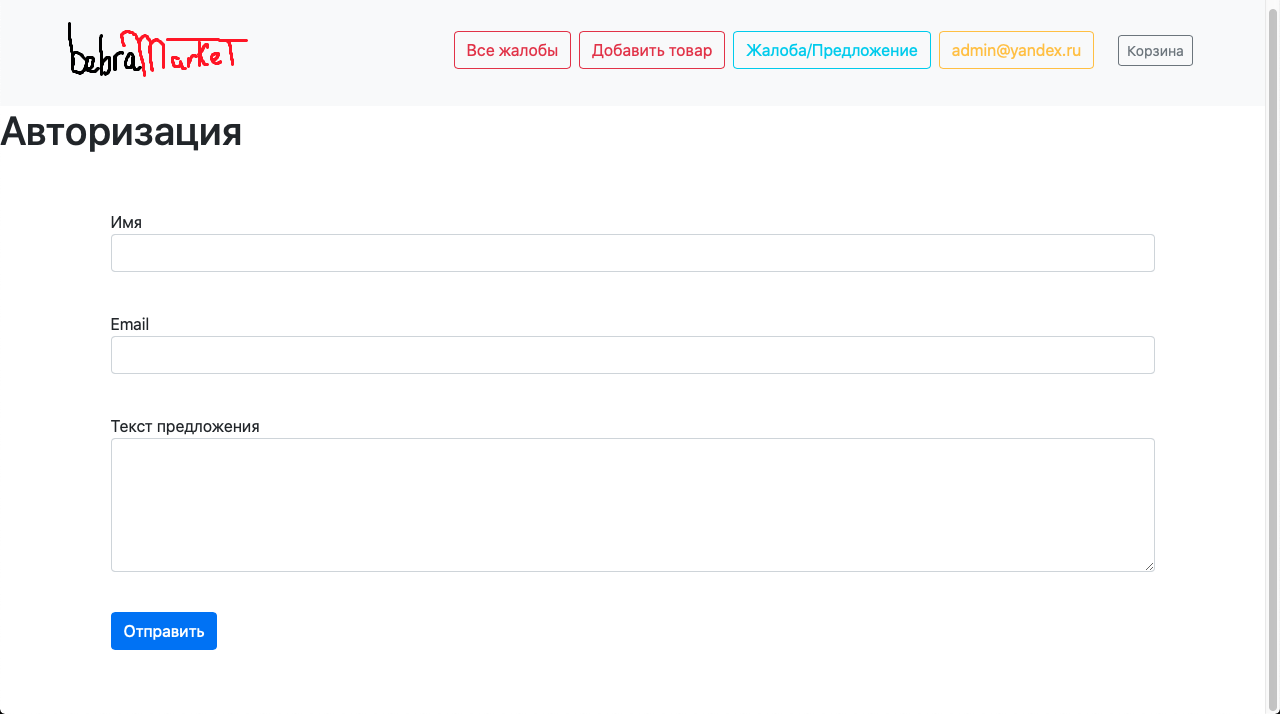 bebraMarkeT Все жалобы Добавить товар Жалоба/Предложение admin@yandex.ru Корзина
Авторизация
Имя
Email
Текст предложения
Отправить